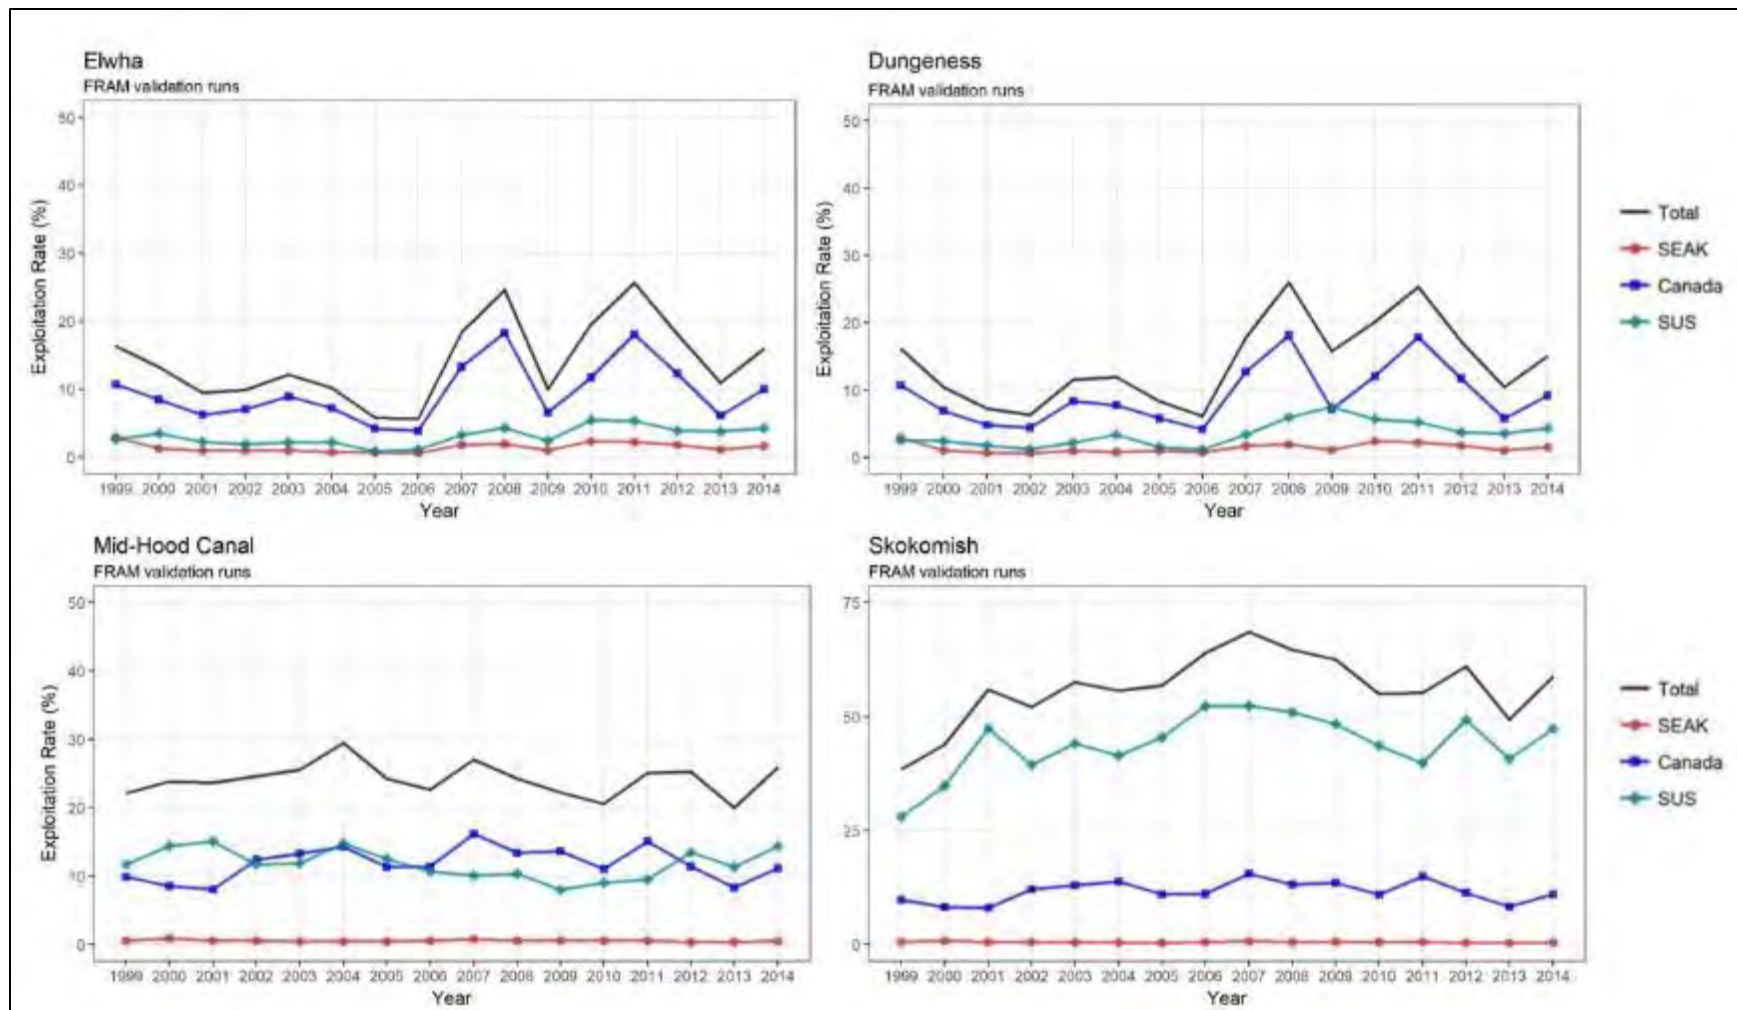 Elwha
FRAM validation runs
50
40
30
20
10
0
Exploitation Rate (%)
1999 2000 2001 2002 2003 2004 2005 2006 2007 2008 2009 2010 2011 2012 2013 2014
Year
Dungeness
FRAM validation runs
50
40
30
20
10
0
Exploitation Rate (%)
1999 2000 2001 2002 2003 2004 2005 2006 2007 2008 2009 2010 2011 2012 2013 2014
Year
Total
SEAK
Canada
SUS
Mid-Hood Canal
FRAM validation runs
50
40
30
20
10
0
Exploitation Rate (%)
1999 2000 2001 2002 2003 2004 2005 2006 2007 2008 2009 2010 2011 2012 2013 2014
Year
Skokomish
FRAM validation runs
75
50
25
0
1999 2000 2001 2002 2003 2004 2005 2006 2007 2008 2009 2010 2011 2012 2013 2014
Year
Total
SEAK
Canada
SUS